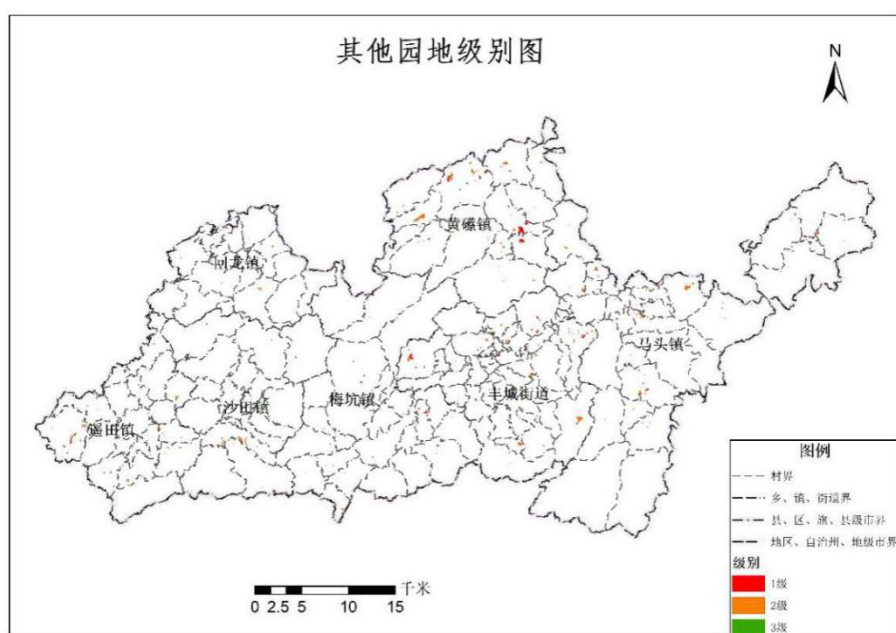 其他园地级别图
N
黄磜镇
回龙镇
马头镇
梅坑镇
丰城街道
沙田镇
遥田镇
图例
村界
乡、镇、街道界
县、区、旗、县级市界
地区、自治州、地级市界
级别
1级
2级
3级
千米
0 2.5 5 10 15